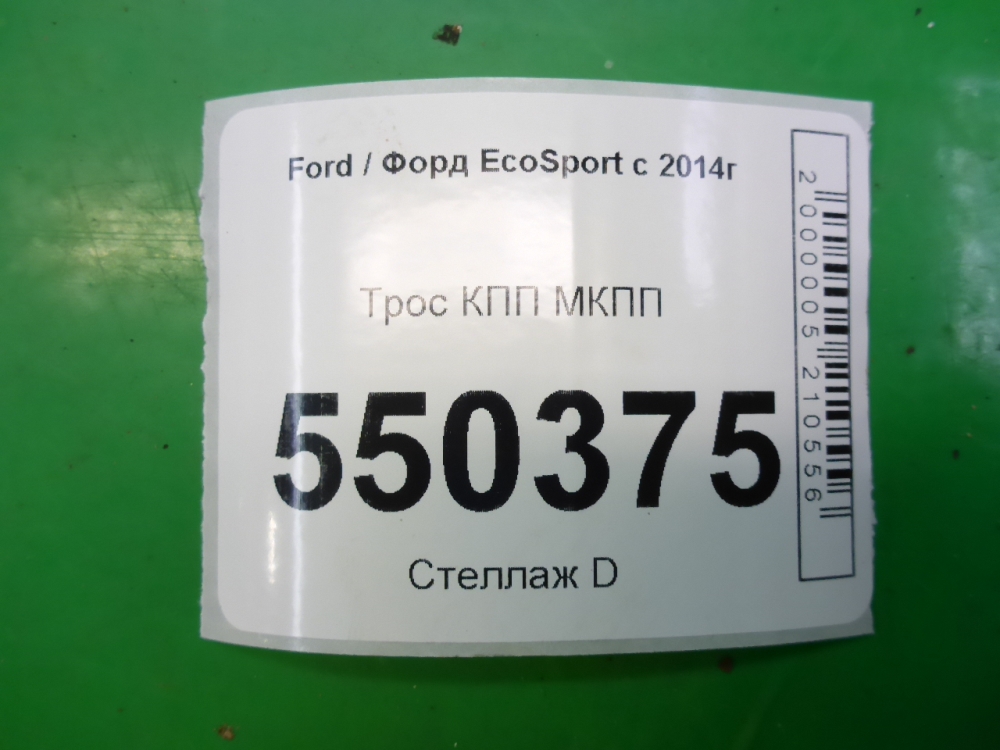 Ford / Форд EcoSport с 2014г
Трос КПП МКПП
550375
Стеллаж D
2000005210556